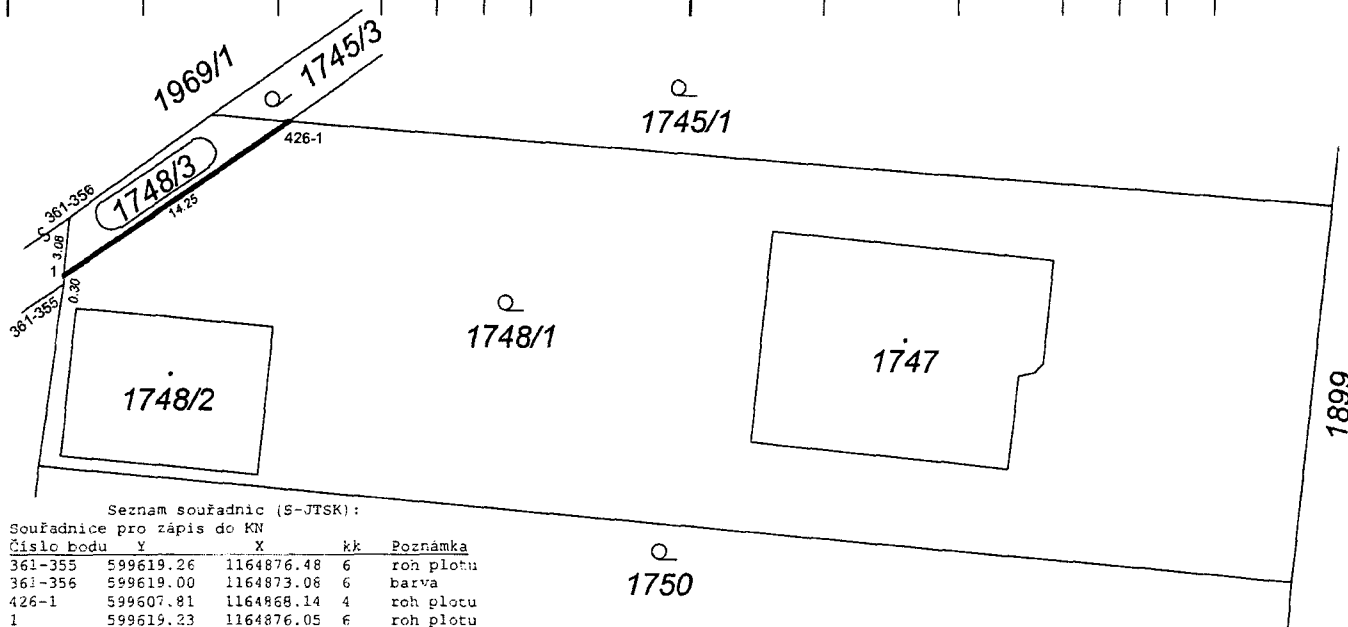 1969/1
1745/3
1745/1
426-1
1748/3
361-356
14.25
3.08
1
0.30
361-355
1748/1
1747
1748/2
1899
1750
Seznam souřadnic (S-JTSK):
Souřadnice pro zápis do KN
Číslo bodu Y X kk Poznámka
361-355 599619.26 1164876.48 6 roh plotu
361-356 599619.00 1164873.08 6 barva
426-1 599607.81 1164868.14 4 roh plotu
1 599619.23 1164876.05 6 roh plotu